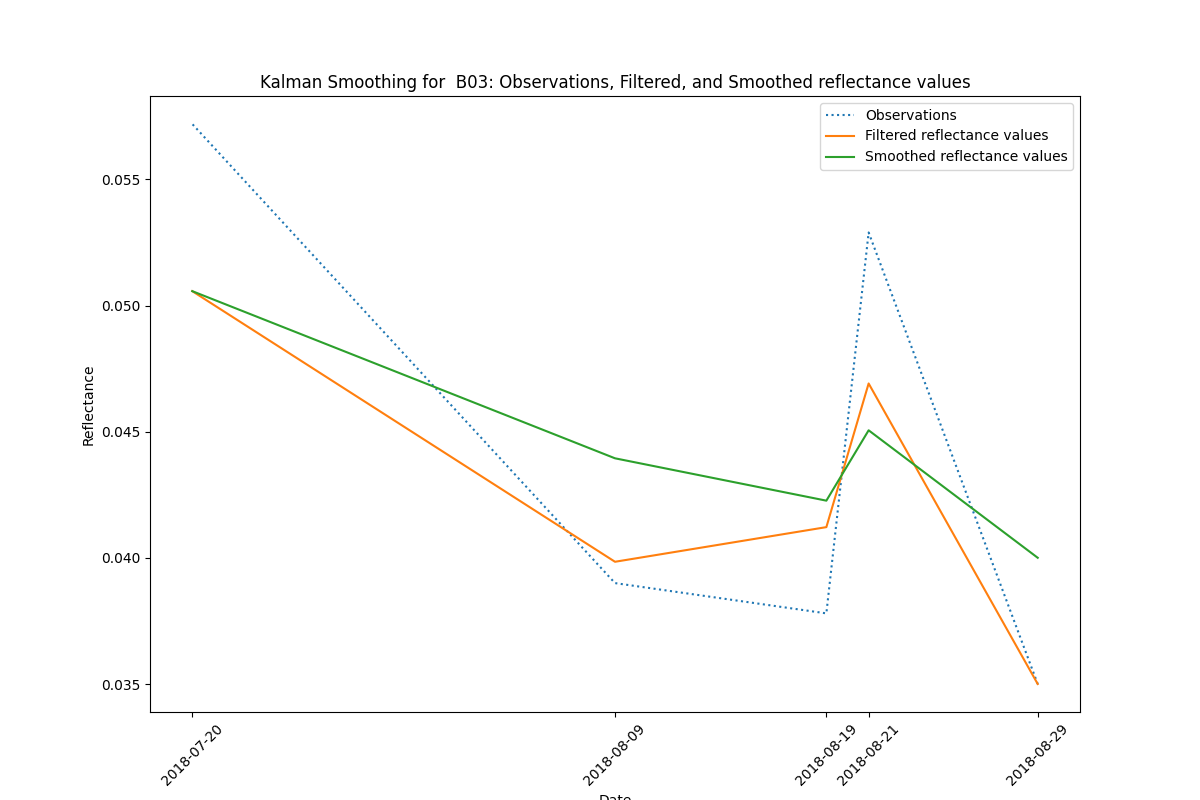 Kalman Smoothing for  B03: Observations, Filtered, and Smoothed reflectance values
Observations
Filtered reflectance values
Smoothed reflectance values
0.055
0.050
0.045
0.040
0.035
Reflectance
2018-07-20
2018-08-09
2018-08-19
2018-08-21
2018-08-29
Date